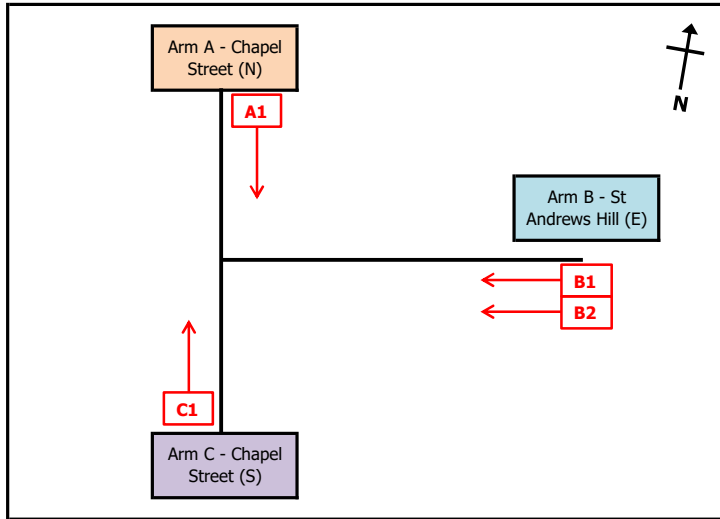 Arm A - Chapel
Street (N)
A1
N
Arm B - St
Andrews Hill (E)
B1
B2
C1
Arm C - Chapel
Street (S)